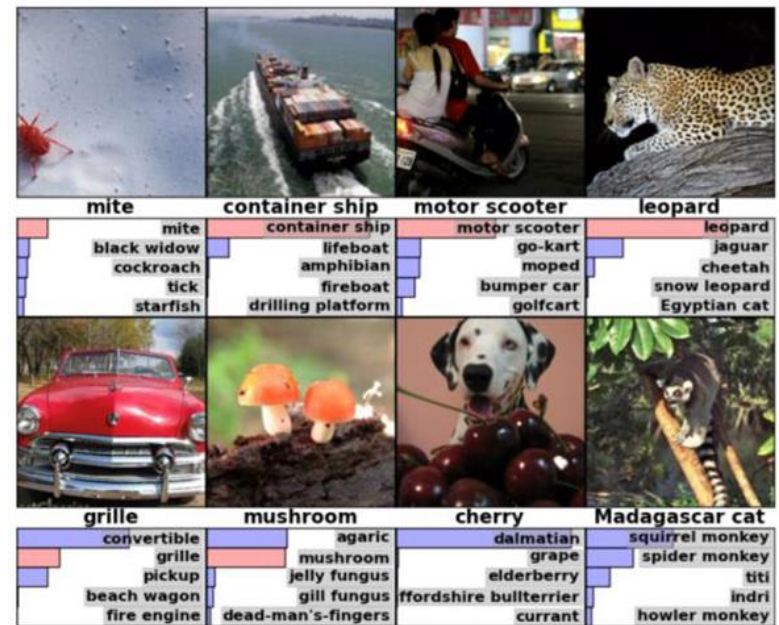 mite
container ship
motor scooter
leopard
mite
black widow
cockroach
tick
starfish
container ship
lifeboat
amphibian
fireboat
drilling platform
motor scooter
go-kart
moped
bumper car
golfcart
leopard
jaguar
cheetah
snow leopard
Egyptian cat
grille
mushroom
cherry
Madagascar cat
convertible
grille
pickup
beach wagon
fire engine
agaric
mushroom
jelly fungus
gill fungus
dead-man's-fingers
dalmatian
grape
elderberry
ffordshire bullterrier
currant
squirrel monkey
spider monkey
titi
indri
howler monkey